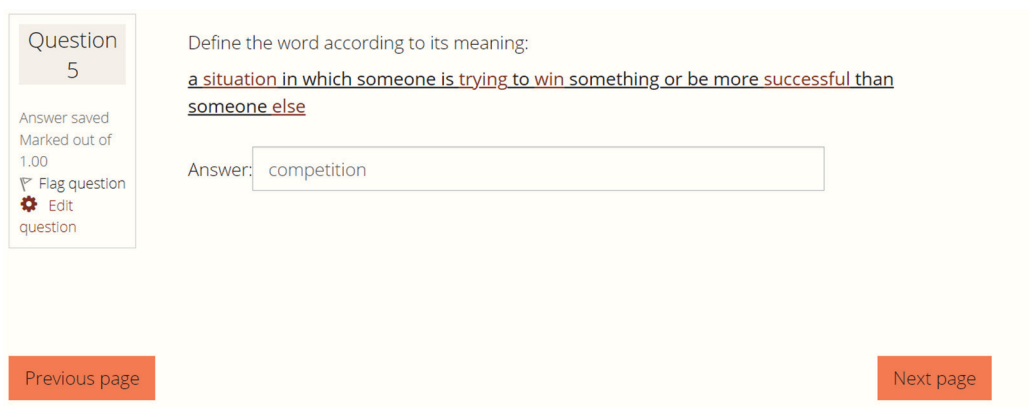 Question
5
Answer saved
Marked out of
1.00
Flag question
Edit
question
Define the word according to its meaning:
a situation in which someone is trying to win something or be more successful than
someone else
Answer: competition
Previous page
Next page